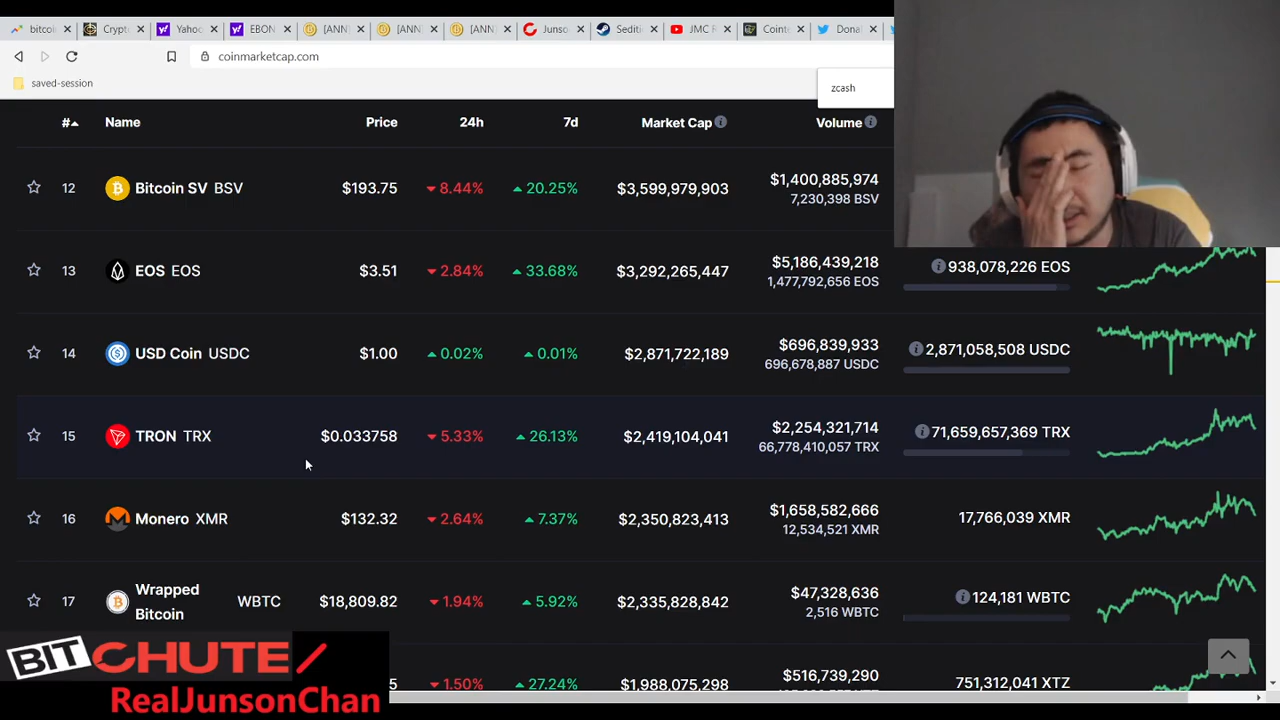 bitcoi
Crypt
Yahoo
EBON
[ANN
[ANN
[ANN
Junso
Sediti
JMC F
Cointe
Dona
coinmarketcap.com
saved-session
zcash
# Name Price 24h 7d Market Cap Volume
12 Bitcoin SV BSV $193.75 8.44% 20.25% $3,599,979,903 $1,400,885,974
7,230,398 BSV
13 EOS EOS $3.51 2.84% 33.68% $3,292,265,447 $5,186,439,218 938,078,226 EOS
1,477,792,656 EOS
14 USD Coin USDC $1.00 0.02% 0.01% $2,871,722,189 $696,839,933 2,871,058,508 USDC
696,678,887 USDC
15 TRON TRX $0.033758 5.33% 26.13% $2,419,104,041 $2,254,321,714 71,659,657,369 TRX
66,778,410,057 TRX
16 Monero XMR $132.32 2.64% 7.37% $2,350,823,413 $1,658,582,666 17,766,039 XMR
12,534,521 XMR
17 Wrapped Bitcoin WBTC $18,809.82 1.94% 5.92% $2,335,828,842 $47,328,636 124,181 WBTC
2,516 WBTC
5 1.50% 27.24% $1,988,075,298 $516,739,290 751,312,041 XTZ
BITCHUTE/
RealJunsonChan